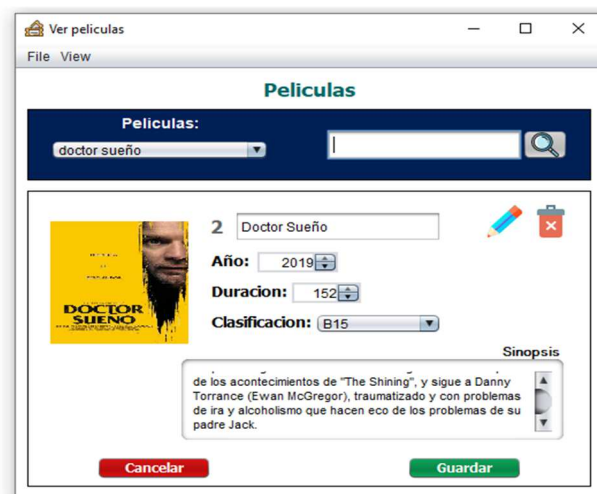 Ver peliculas
File View
Peliculas
Peliculas:
doctor sueño
2 Doctor Sueño
Año: 2019
Duracion: 152
Clasificacion: B15
DOCTOR
SUEÑO
Sinopsis
de los acontecimientos de "The Shining", y sigue a Danny
Torrance (Ewan McGregor), traumatizado y con problemas
de ira y alcoholismo que hacen eco de los problemas de su
padre Jack.
Cancelar Guardar